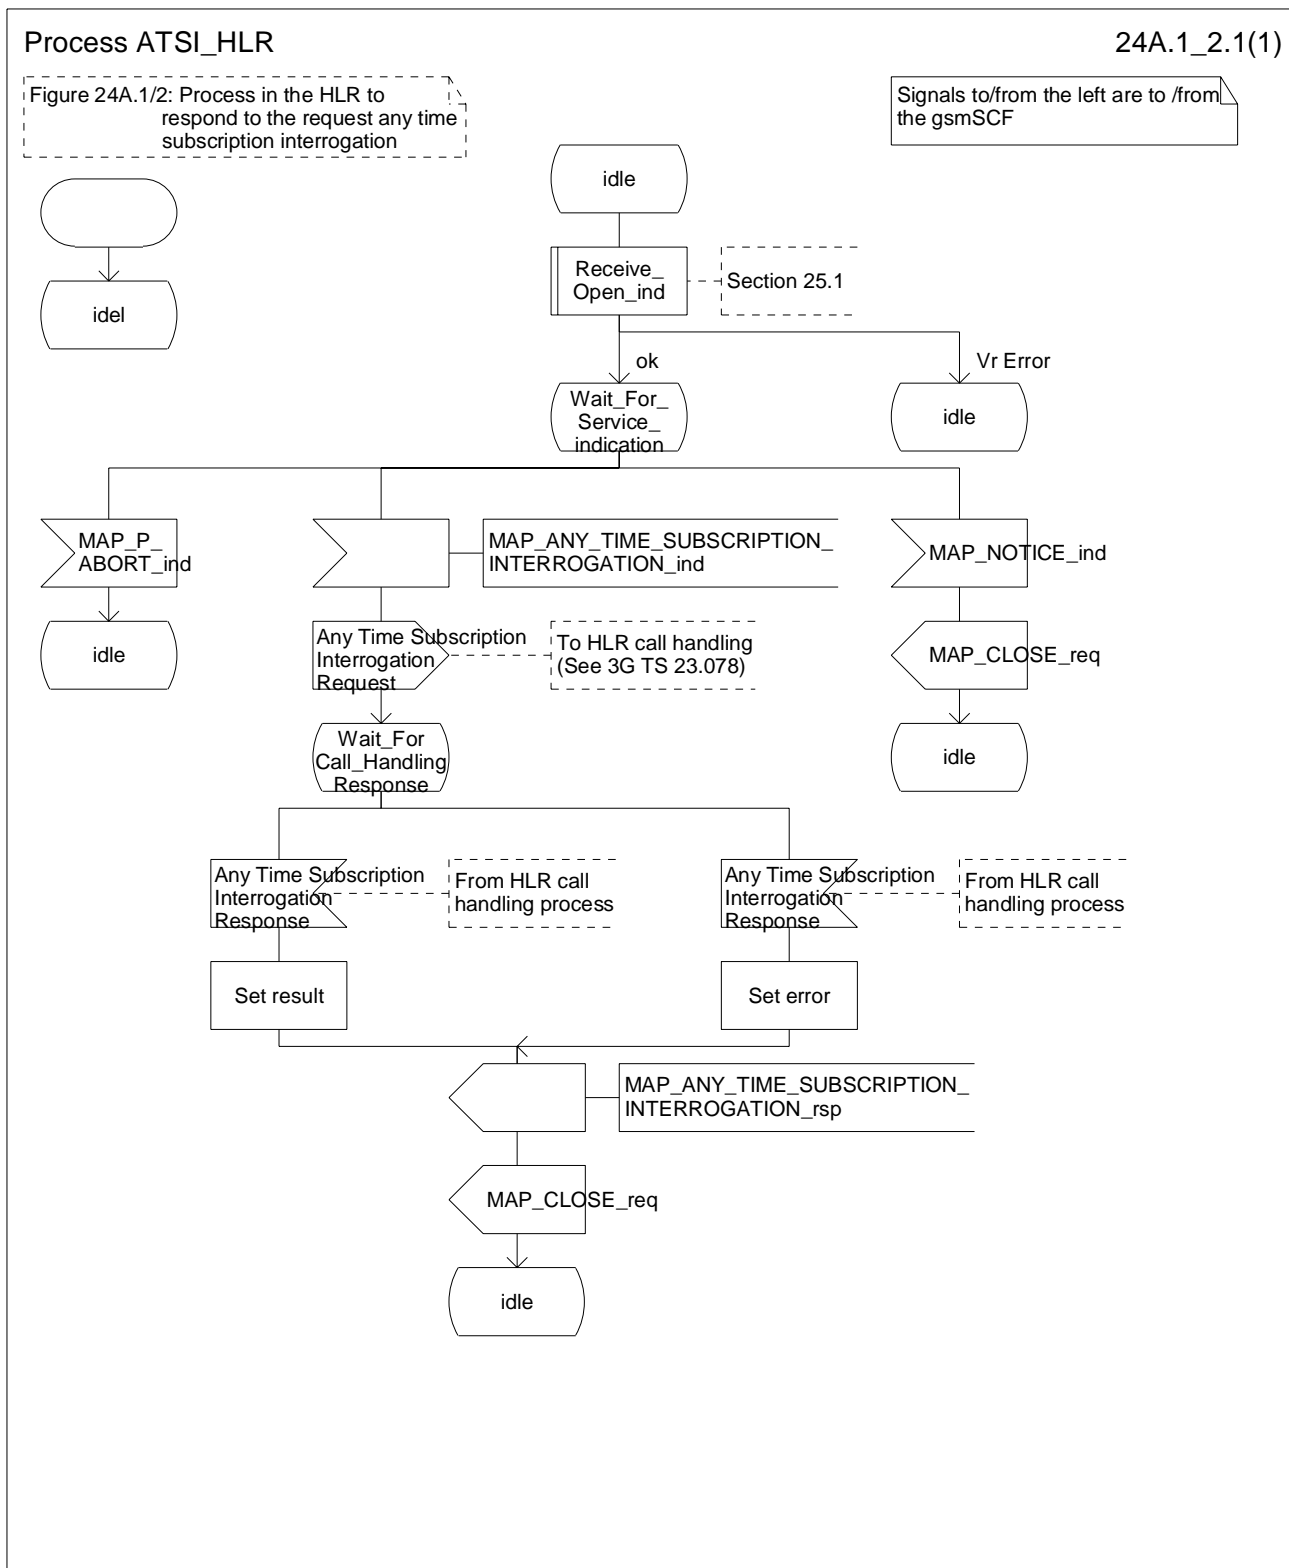 Process ATSI_HLR
24A.1_2.1(1)
Figure 24A.1/2: Process in the HLR to
respond to the request any time
subscription interrogation
Signals to/from the left are to /from
the gsmSCF
idle
idel
Receive_
Open_ind
Section 25.1
ok
Vr Error
Wait_For_
Service_
indication
idle
MAP_P_
ABORT_ind
MAP_ANY_TIME_SUBSCRIPTION_
INTERROGATION_ind
MAP_NOTICE_ind
idle
Any Time Subscription
Interrogation
Request
To HLR call handling
(See 3G TS 23.078)
MAP_CLOSE_req
Wait_For
Call_Handling
Response
idle
Any Time Subscription
Interrogation
Response
From HLR call
handling process
Any Time Subscription
Interrogation
Response
From HLR call
handling process
Set result
Set error
MAP_ANY_TIME_SUBSCRIPTION_
INTERROGATION_rsp
MAP_CLOSE_req
idle